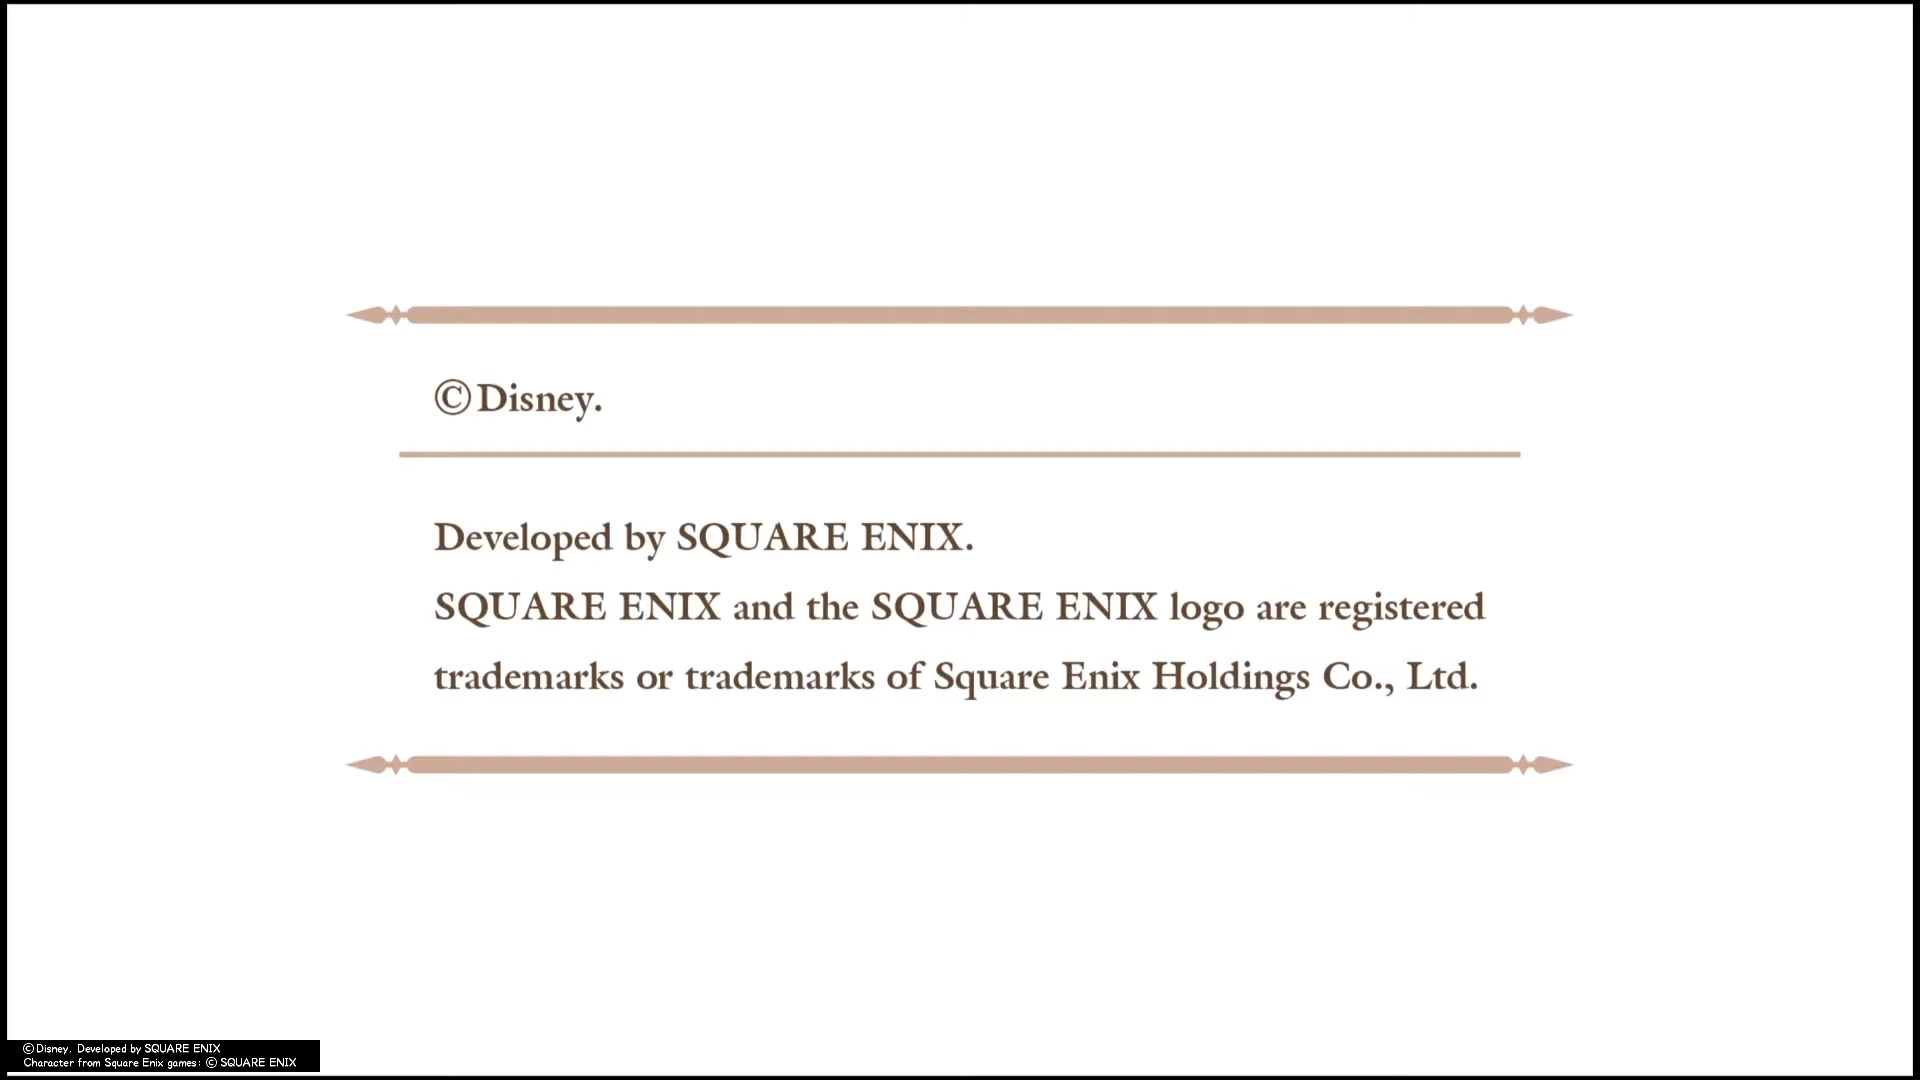 ©Disney.
Developed by SQUARE ENIX.
SQUARE ENIX and the SQUARE ENIX logo are registered
trademarks or trademarks of Square Enix Holdings Co., Ltd.
©Disney. Developed by SQUARE ENIX
Character from Square Enix games: © SQUARE ENIX